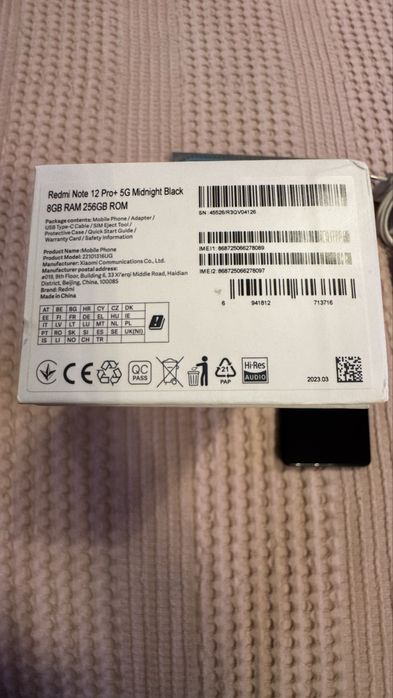 Redmi Note 12 Pro+ 5G Midnight Black
8GB RAM 256GB ROM
Package contents: Mobile Phone / Adapter /
USB Type-C Cable / SIM Eject Tool /
Protective Case / Quick Start Guide /
Warranty Card / Safety Information
Product Name: Mobile Phone
Product Model: 22101316UG
Manufacturer: Xiaomi Communications Co., Ltd.
Manufacturer postal address:
#019, 9th Floor, Building 6, 33 Xi'erqi Middle Road, Haidian
District, Beijing, China, 100085
Brand: Redmi
Made in China
SN: 45526/R3QV04126
IMEI1: 868725066278089
IMEI2: 868725066278097
6 941812 713716
AT BE BG HR CY CZ DK
EE FI FR DE EL HU IE
IT LV LT LU MT NL PL
PT RO SK SI ES SE UK(NI)
IS LI NO CH TR
CE
QC
PASS
21
PAP
Hi-Res
AUDIO
2023.03